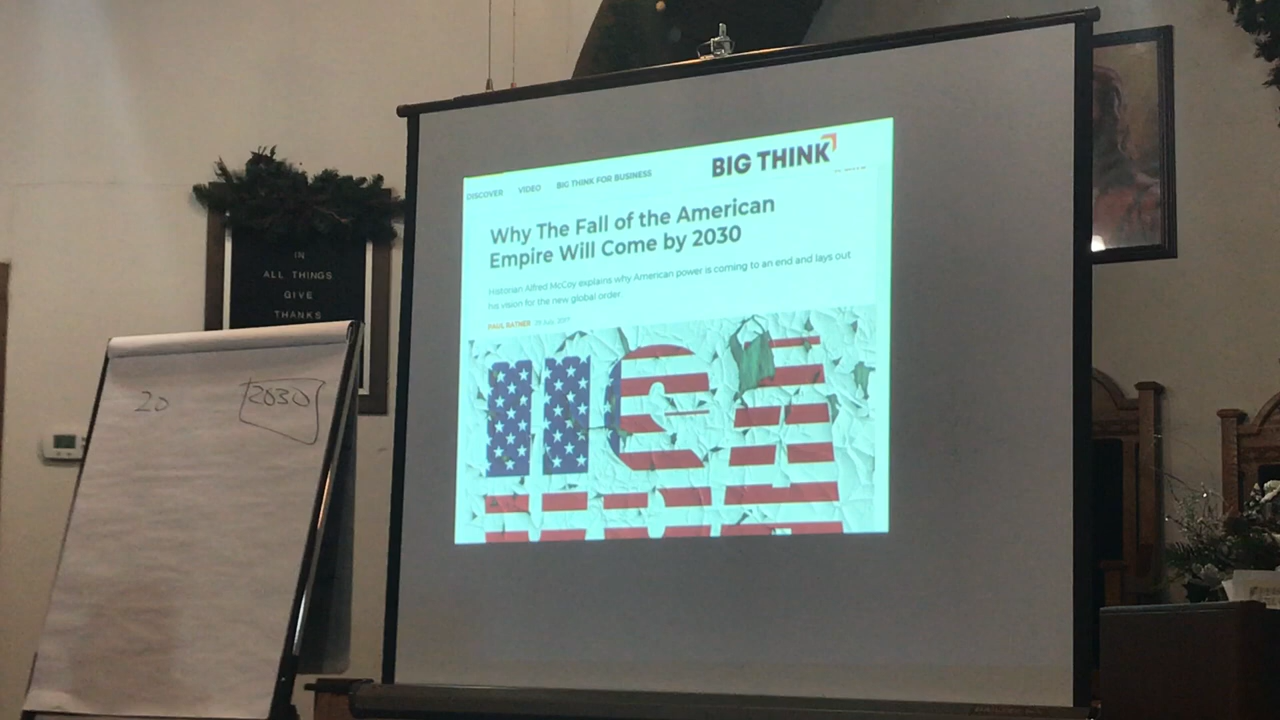 IN
ALL THINGS
GIVE
THANKS
20
2030
BIG THINK
DISCOVER VIDEO BIG THINK FOR BUSINESS
Why The Fall of the American
Empire Will Come by 2030
Historian Alfred McCoy explains why American power is coming to an end and lays out
his vision for the new global order.
PAUL RATNER
USA